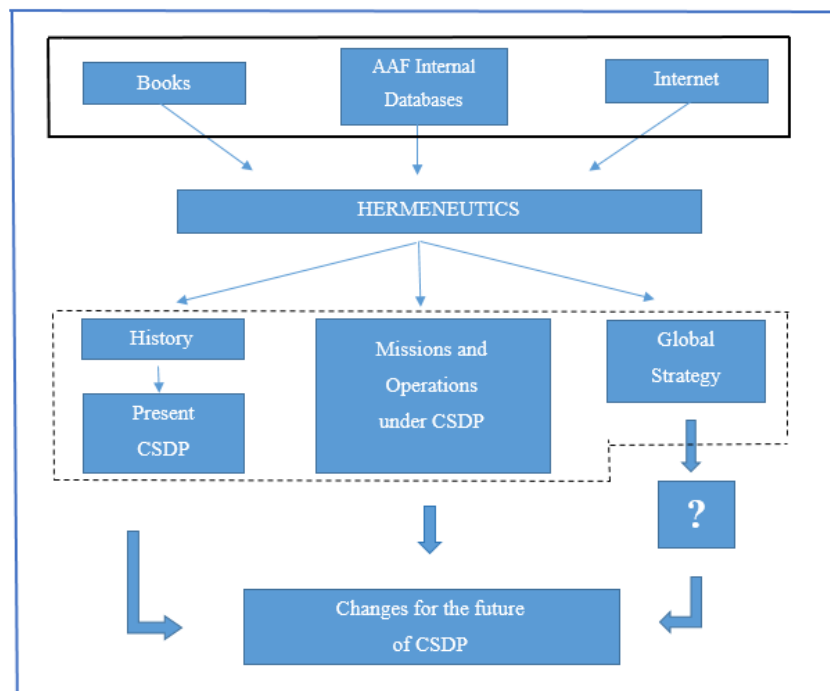 Books
AAF Internal
Databases
Internet
HERMENEUTICS
History
Present
CSDP
Missions and
Operations
under CSDP
Global
Strategy
?
Changes for the future
of CSDP